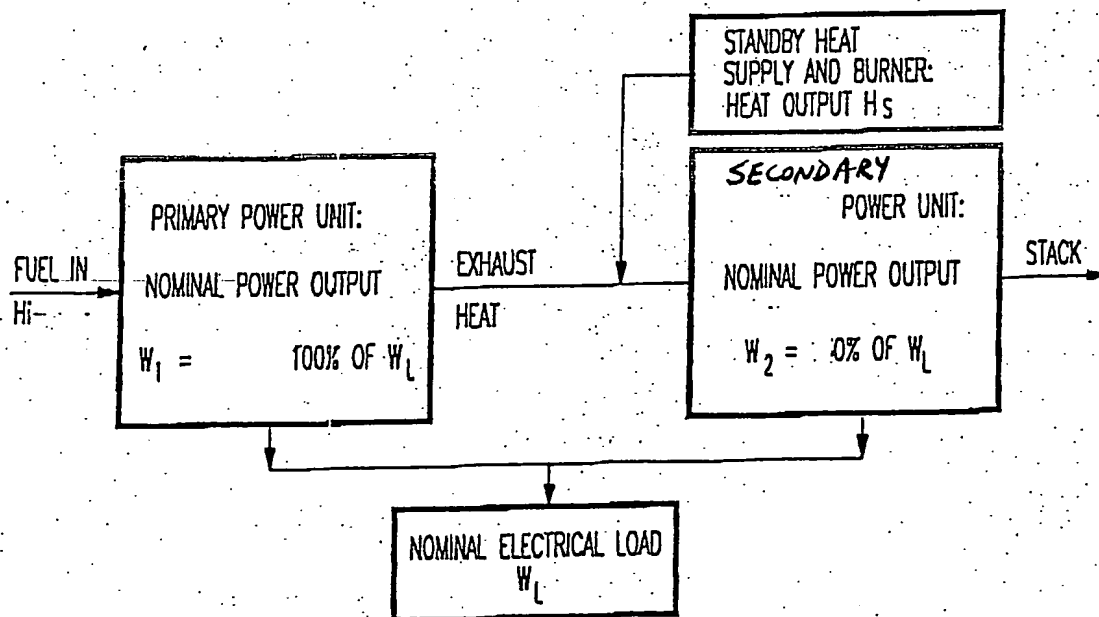 STANDBY HEAT
SUPPLY AND BURNER:
HEAT OUTPUT Hs
SECONDARY
POWER UNIT:
NOMINAL POWER OUTPUT
W2 = 0% OF WL
PRIMARY POWER UNIT:
NOMINAL POWER OUTPUT
W1 = 100% OF WL
FUEL IN
Hi
EXHAUST
HEAT
STACK
NOMINAL ELECTRICAL LOAD
WL